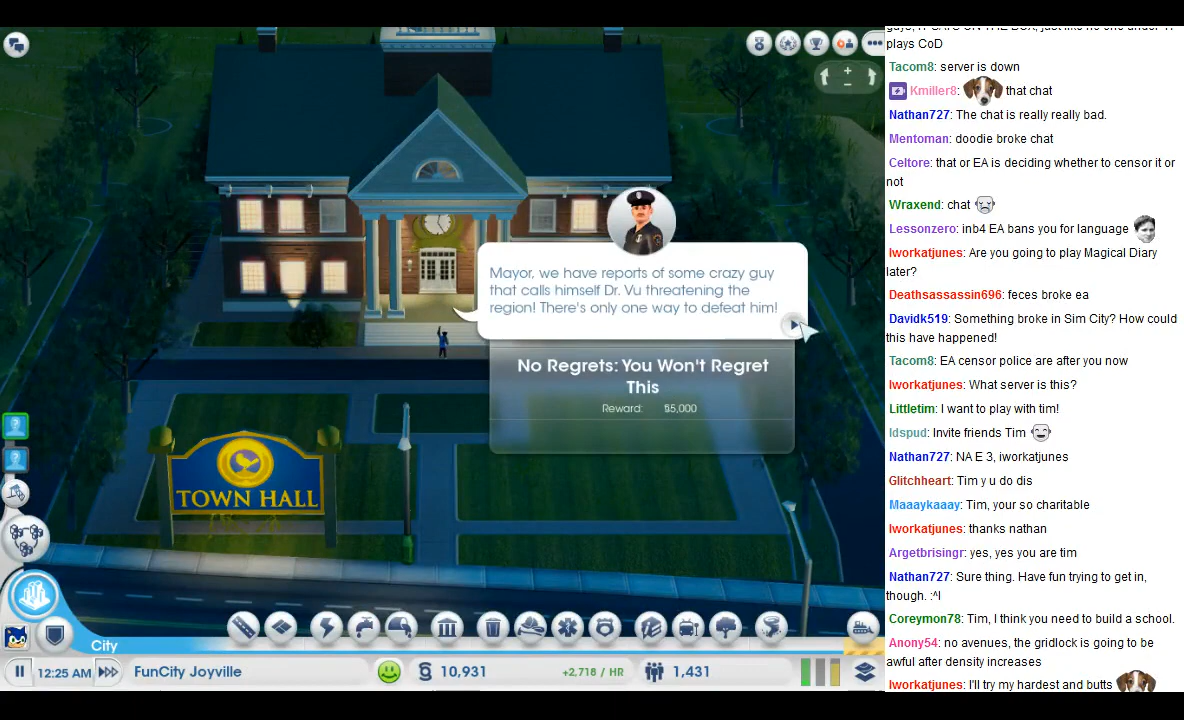 Mayor, we have reports of some crazy guy
that calls himself Dr. Vu threatening the
region! There's only one way to defeat him!
No Regrets: You Won't Regret
This
Reward:
TOWN HALL
City
12:25 AM
FunCity Joyville
10,931
+2,718 / HR
1,431
plays CoD
Tacom8: server is down
Kmiller8: that chat
Nathan727: The chat is really really bad.
Mentoman: doodie broke chat
Celtore: that or EA is deciding whether to censor it or
not
Wraxend: chat
Lessonzero: inb4 EA bans you for language
Iworkatjunes: Are you going to play Magical Diary
later?
Deathsassassin696: feces broke ea
Davidk519: Something broke in Sim City? How could
this have happened!
Tacom8: EA censor police are after you now
Iworkatjunes: What server is this?
Littletim: I want to play with tim!
Idspud: Invite friends Tim
Nathan727: NA E 3, iworkatjunes
Glitchheart: Tim y u do dis
Maaaykaaay: Tim, your so charitable
Iworkatjunes: thanks nathan
Argetbrisingr: yes, yes you are tim
Nathan727: Sure thing. Have fun trying to get in,
though. :^I
Coreymon78: Tim, I think you need to build a school.
Anony54: no avenues, the gridlock is going to be
awful after density increases
Iworkatjunes: I'll try my hardest and butts